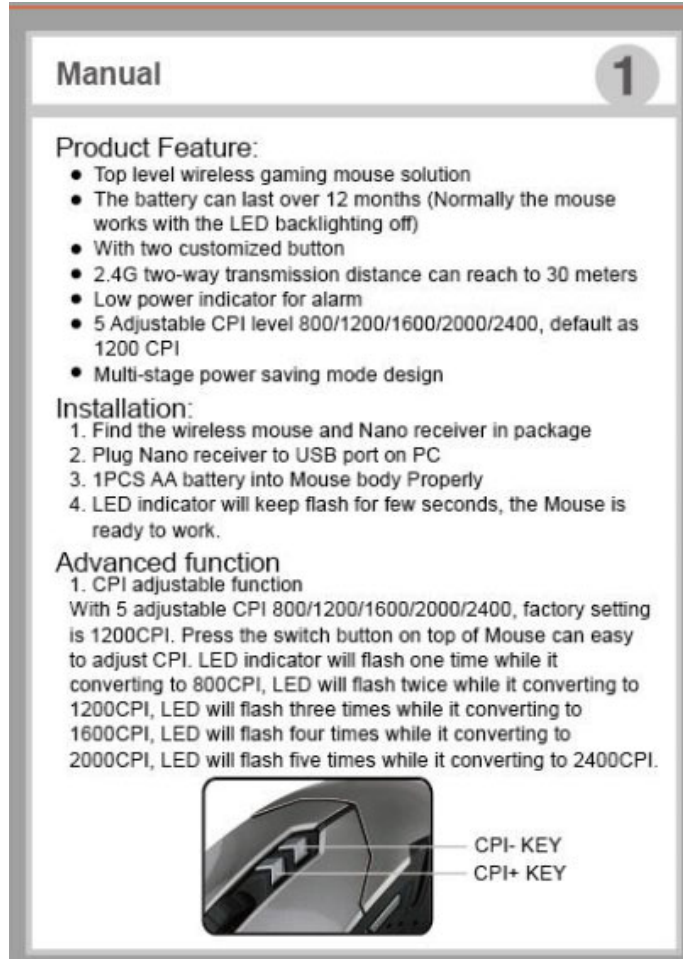 Manual
1
Product Feature:
● Top level wireless gaming mouse solution
● The battery can last over 12 months (Normally the mouse
works with the LED backlighting off)
● With two customized button
● 2.4G two-way transmission distance can reach to 30 meters
● Low power indicator for alarm
● 5 Adjustable CPI level 800/1200/1600/2000/2400, default as
1200 CPI
● Multi-stage power saving mode design
Installation:
1. Find the wireless mouse and Nano receiver in package
2. Plug Nano receiver to USB port on PC
3. 1PCS AA battery into Mouse body Properly
4. LED indicator will keep flash for few seconds, the Mouse is
ready to work.
Advanced function
1. CPI adjustable function
With 5 adjustable CPI 800/1200/1600/2000/2400, factory setting
is 1200CPI. Press the switch button on top of Mouse can easy
to adjust CPI. LED indicator will flash one time while it
converting to 800CPI, LED will flash twice while it converting to
1200CPI, LED will flash three times while it converting to
1600CPI, LED will flash four times while it converting to
2000CPI, LED will flash five times while it converting to 2400CPI.
CPI- KEY
CPI+ KEY